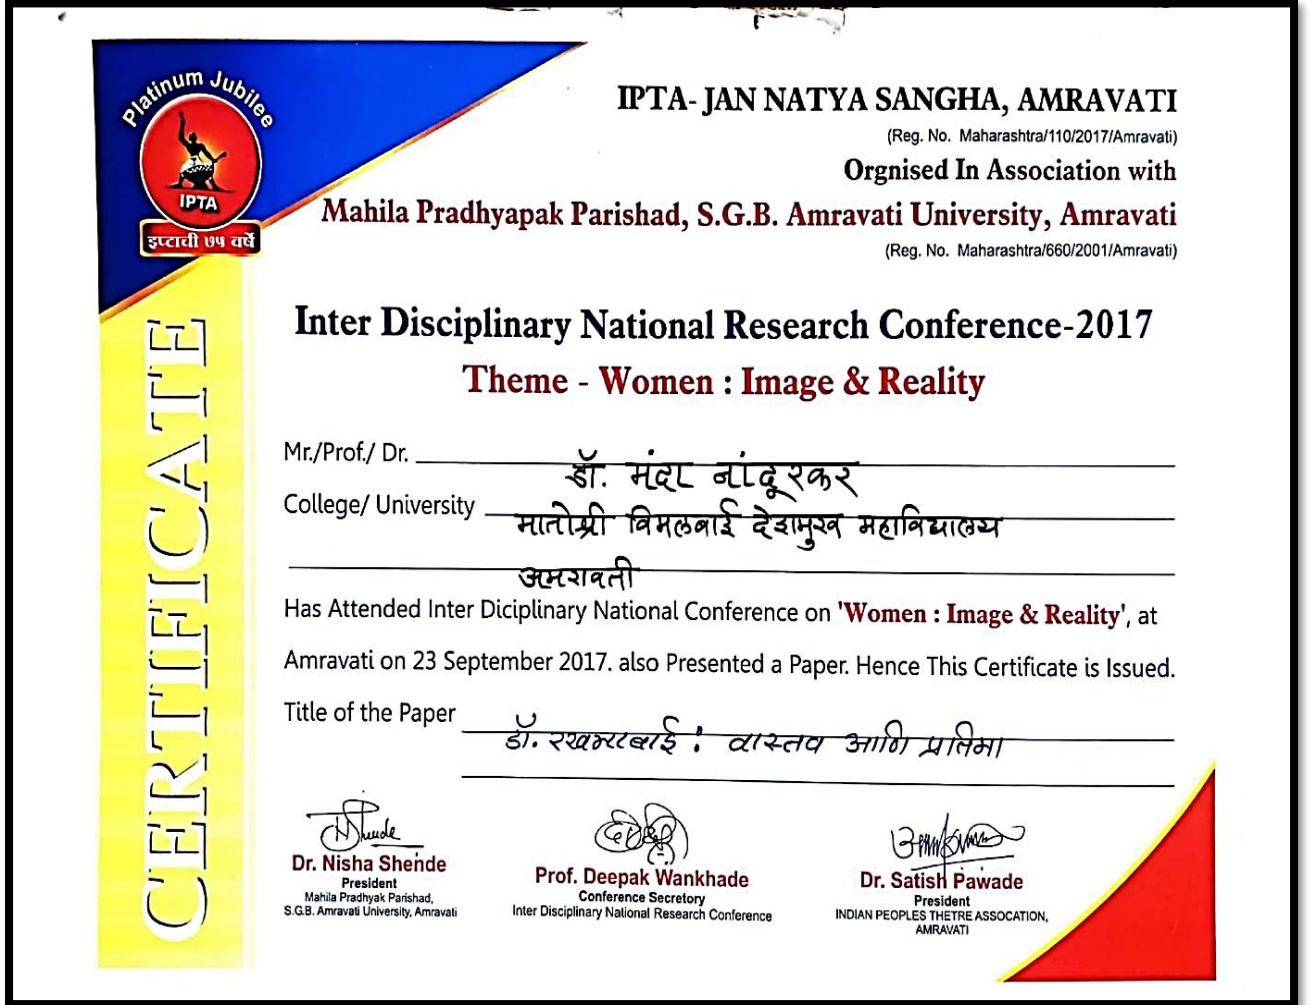 Platinum Jubilee
IPTA
इप्टाची ७५ वर्षे
CERTIFICATE
IPTA- JAN NATYA SANGHA, AMRAVATI
(Reg. No. Maharashtra/110/2017/Amravati)
Orgnised In Association with
Mahila Pradhyapak Parishad, S.G.B. Amravati University, Amravati
(Reg. No. Maharashtra/660/2001/Amravati)
Inter Disciplinary National Research Conference-2017
Theme - Women : Image & Reality
Mr./Prof./ Dr. डॉ. मंदा नांदूरकर
College/ University मातोश्री विमलबाई देशमुख महाविद्यालय
अमरावती
Has Attended Inter Diciplinary National Conference on 'Women : Image & Reality', at
Amravati on 23 September 2017. also Presented a Paper. Hence This Certificate is Issued.
Title of the Paper डॉ. रखमाबाई : वास्तव आणि प्रतिमा
Dr. Nisha Shende
President
Mahila Pradhyak Parishad,
S.G.B. Amravati University, Amravati
Prof. Deepak Wankhade
Conference Secretory
Inter Disciplinary National Research Conference
Dr. Satish Pawade
President
INDIAN PEOPLES THETRE ASSOCATION,
AMRAVATI